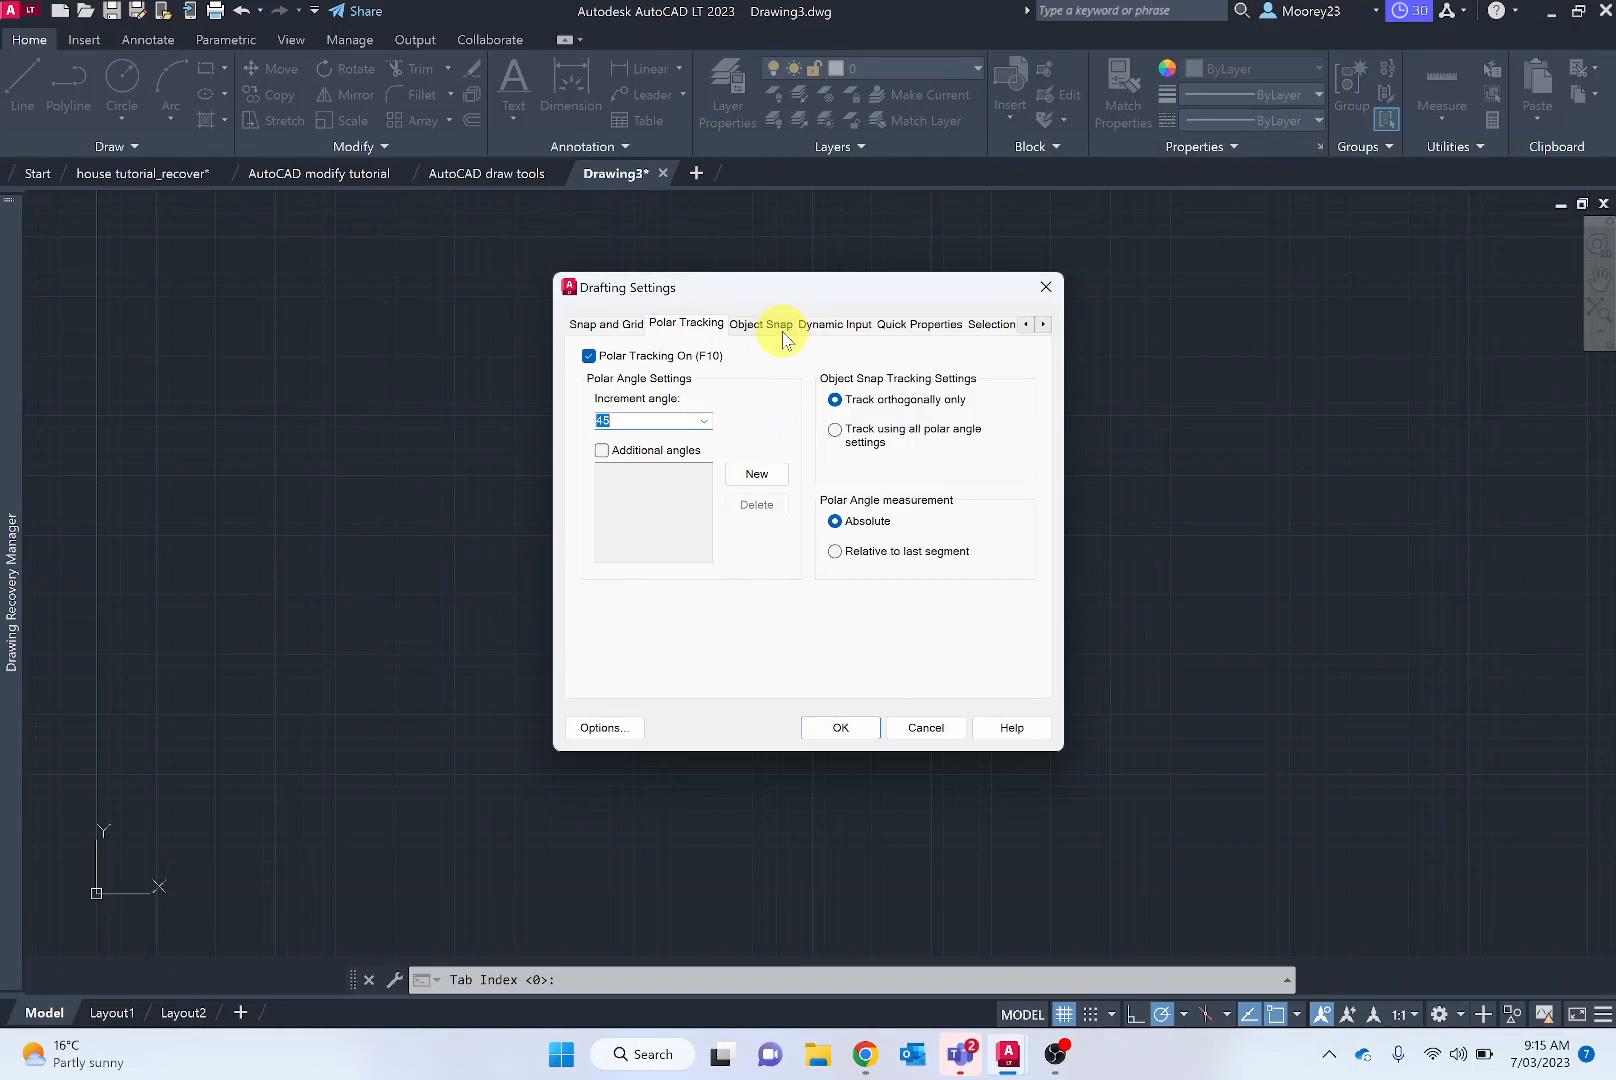 A LT Share Autodesk AutoCAD LT 2023 Drawing3.dwg Type a keyword or phrase Moorey23 30
Home Insert Annotate Parametric View Manage Output Collaborate
Line Polyline Circle Arc
Move Rotate Trim
Copy Mirror Fillet
Stretch Scale Array
Text Dimension
Linear
Leader
Table
Layer Properties
0
Make Current
Match Layer
Insert
Edit
Match Properties
ByLayer
ByLayer
ByLayer
Group
Measure
Paste
Draw Modify Annotation Layers Block Properties Groups Utilities Clipboard
Start house tutorial_recover* AutoCAD modify tutorial AutoCAD draw tools Drawing3*
Drawing Recovery Manager
Drafting Settings
Snap and Grid Polar Tracking Object Snap Dynamic Input Quick Properties Selection
Polar Tracking On (F10)
Polar Angle Settings
Increment angle:
45
Additional angles
New
Delete
Object Snap Tracking Settings
Track orthogonally only
Track using all polar angle
settings
Polar Angle measurement
Absolute
Relative to last segment
Options... OK Cancel Help
Y
X
Tab Index <0>:
Model Layout1 Layout2 MODEL 1:1
16°C
Partly sunny
Search
2
9:15 AM
7/03/2023
7